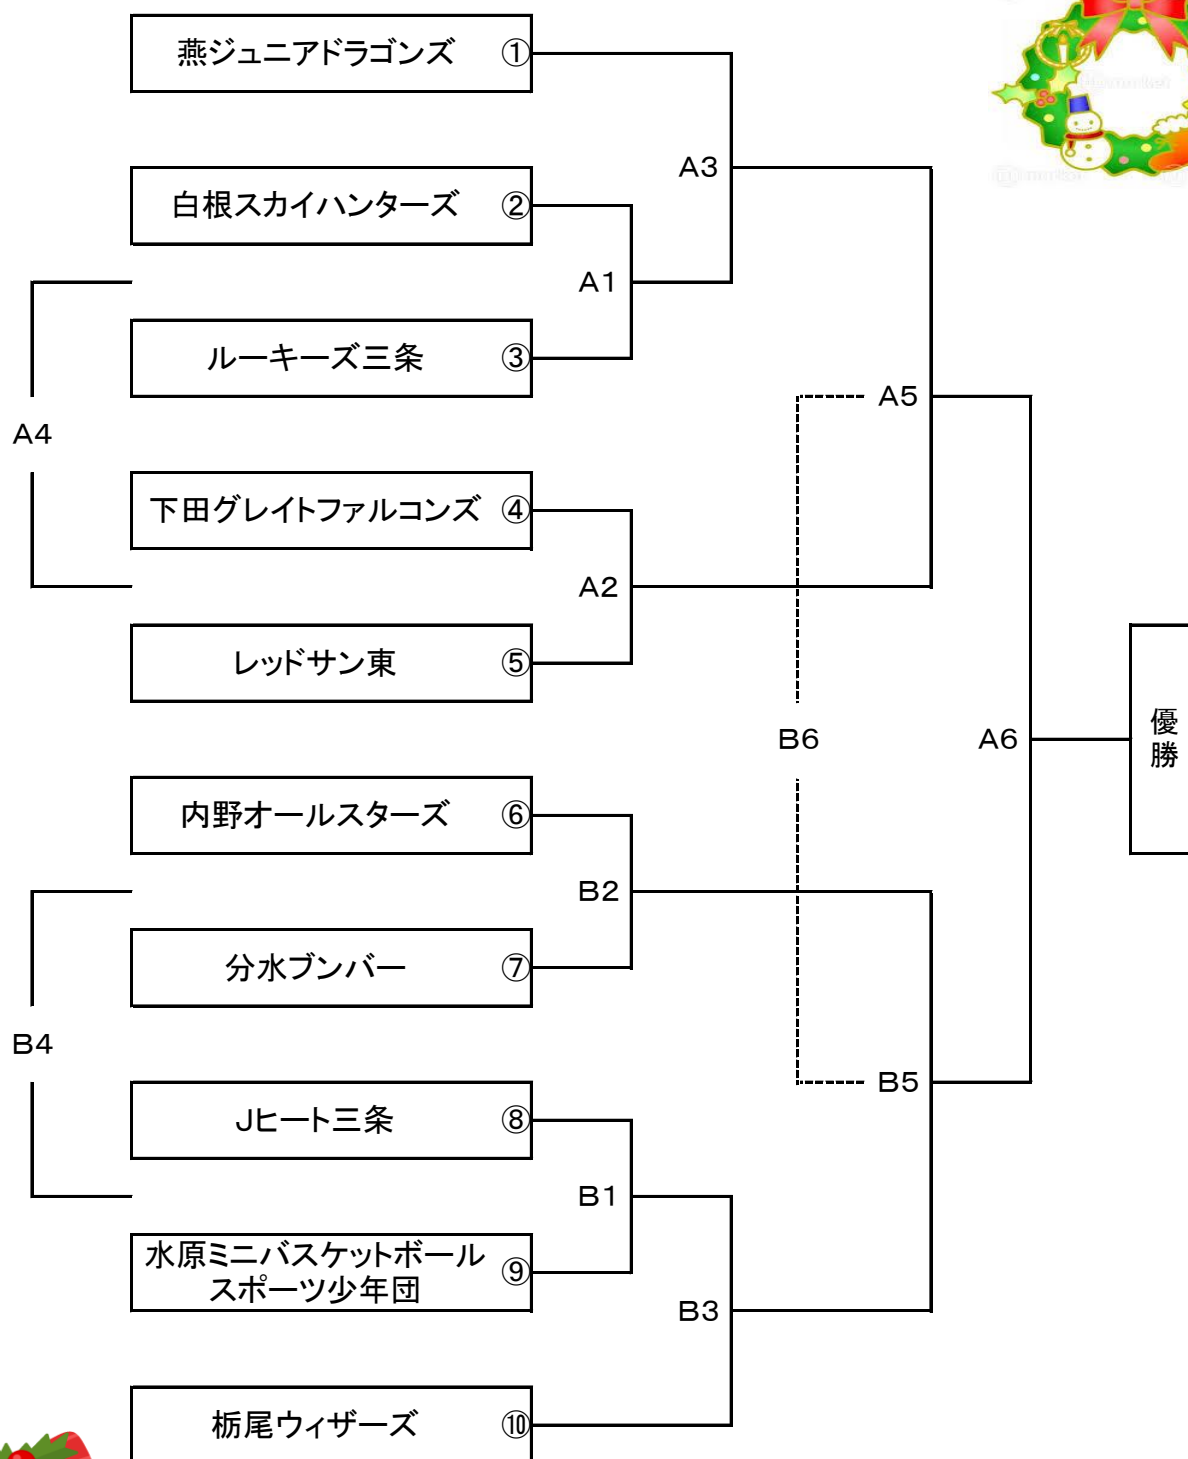 燕ジュニアドラゴンズ ①
A3
白根スカイハンターズ ②
A1
ルーキーズ三条 ③
A5
A4
下田グレイトファルコンズ ④
A2
レッドサン東 ⑤
B6
A6
優勝
内野オールスターズ ⑥
B2
分水ブンバー ⑦
B4
B5
Jヒート三条 ⑧
B1
水原ミニバスケットボール
スポーツ少年団 ⑨
B3
栃尾ウィザーズ ⑩